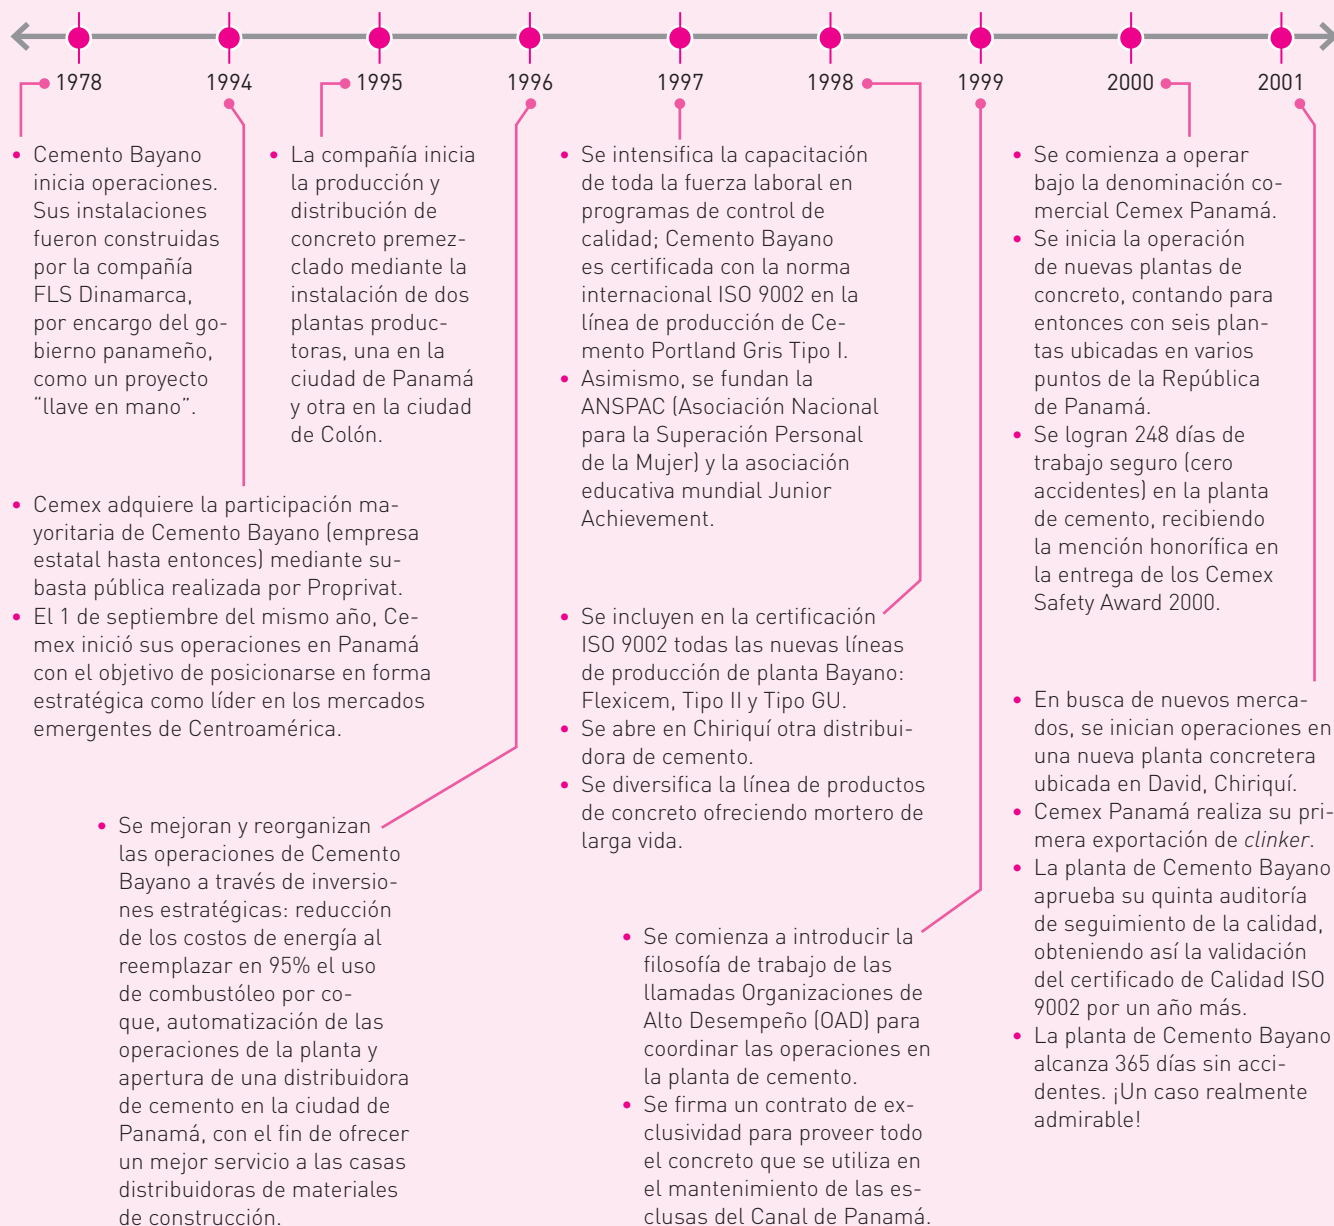 1978 1994 1995 1996 1997 1998 1999 2000 2001
• Cemento Bayano
inicia operaciones.
Sus instalaciones
fueron construidas
por la compañía
FLS Dinamarca,
por encargo del go-
bierno panameño,
como un proyecto
“llave en mano”.
• Cemex adquiere la participación ma-
yoritaria de Cemento Bayano (empresa
estatal hasta entonces) mediante su-
basta pública realizada por Proprivat.
• El 1 de septiembre del mismo año, Ce-
mex inició sus operaciones en Panamá
con el objetivo de posicionarse en forma
estratégica como líder en los mercados
emergentes de Centroamérica.
• La compañía inicia
la producción y
distribución de
concreto premez-
clado mediante la
instalación de dos
plantas produc-
toras, una en la
ciudad de Panamá
y otra en la ciudad
de Colón.
• Se mejoran y reorganizan
las operaciones de Cemento
Bayano a través de inversio-
nes estratégicas: reducción
de los costos de energía al
reemplazar en 95% el uso
de combustóleo por co-
que, automatización de las
operaciones de la planta y
apertura de una distribuidora
de cemento en la ciudad de
Panamá, con el fin de ofrecer
un mejor servicio a las casas
distribuidoras de materiales
de construcción.
• Se intensifica la capacitación
de toda la fuerza laboral en
programas de control de
calidad; Cemento Bayano
es certificada con la norma
internacional ISO 9002 en la
línea de producción de Ce-
mento Portland Gris Tipo I.
• Asimismo, se fundan la
ANSPAC (Asociación Nacional
para la Superación Personal
de la Mujer) y la asociación
educativa mundial Junior
Achievement.
• Se incluyen en la certificación
ISO 9002 todas las nuevas líneas
de producción de planta Bayano:
Flexicem, Tipo II y Tipo GU.
• Se abre en Chiriquí otra distribui-
dora de cemento.
• Se diversifica la línea de productos
de concreto ofreciendo mortero de
larga vida.
• Se comienza a introducir la
filosofía de trabajo de las
llamadas Organizaciones de
Alto Desempeño (OAD) para
coordinar las operaciones en
la planta de cemento.
• Se firma un contrato de ex-
clusividad para proveer todo
el concreto que se utiliza en
el mantenimiento de las es-
clusas del Canal de Panamá.
• Se comienza a operar
bajo la denominación co-
mercial Cemex Panamá.
• Se inicia la operación
de nuevas plantas de
concreto, contando para
entonces con seis plan-
tas ubicadas en varios
puntos de la República
de Panamá.
• Se logran 248 días de
trabajo seguro (cero
accidentes) en la planta
de cemento, recibiendo
la mención honorífica en
la entrega de los Cemex
Safety Award 2000.
• En busca de nuevos merca-
dos, se inician operaciones en
una nueva planta concretera
ubicada en David, Chiriquí.
• Cemex Panamá realiza su pri-
mera exportación de clinker.
• La planta de Cemento Bayano
aprueba su quinta auditoría
de seguimiento de la calidad,
obteniendo así la validación
del certificado de Calidad ISO
9002 por un año más.
• La planta de Cemento Bayano
alcanza 365 días sin acci-
dentes. ¡Un caso realmente
admirable!